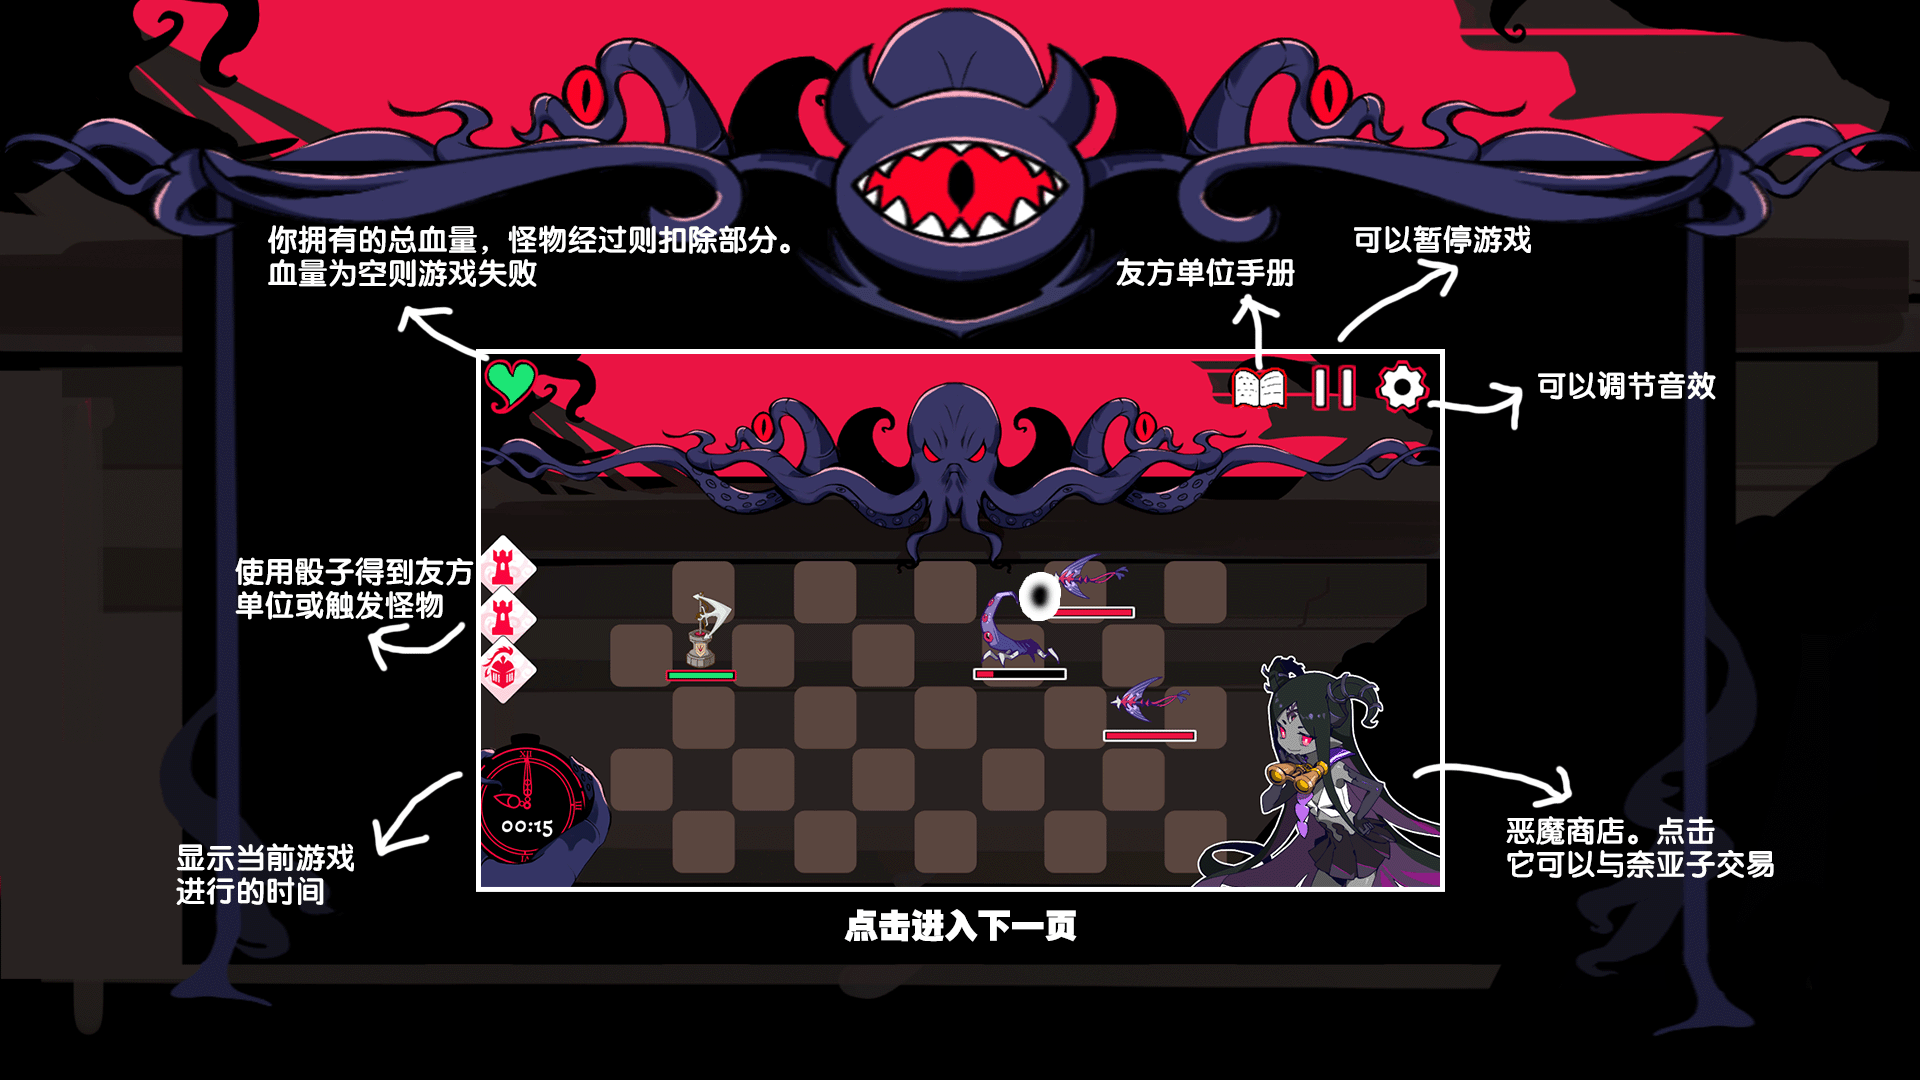 你拥有的总血量，怪物经过则扣除部分。
血量为空则游戏失败
友方单位手册
可以暂停游戏
可以调节音效
使用骰子得到友方
单位或触发怪物
00:15
显示当前游戏
进行的时间
恶魔商店。点击
它可以与奈亚子交易
点击进入下一页